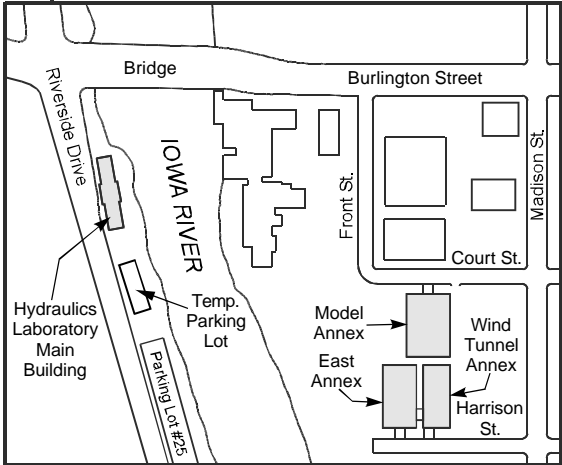 Bridge
Burlington Street
Riverside Drive
IOWA RIVER
Front St.
Madison St.
Court St.
Hydraulics
Laboratory
Main
Building
Temp.
Parking
Lot
Parking Lot #25
Model
Annex
East
Annex
Wind
Tunnel
Annex
Harrison
St.